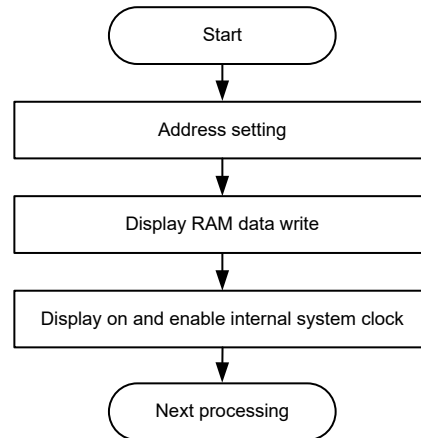 Start
Address setting
Display RAM data write
Display on and enable internal system clock
Next processing